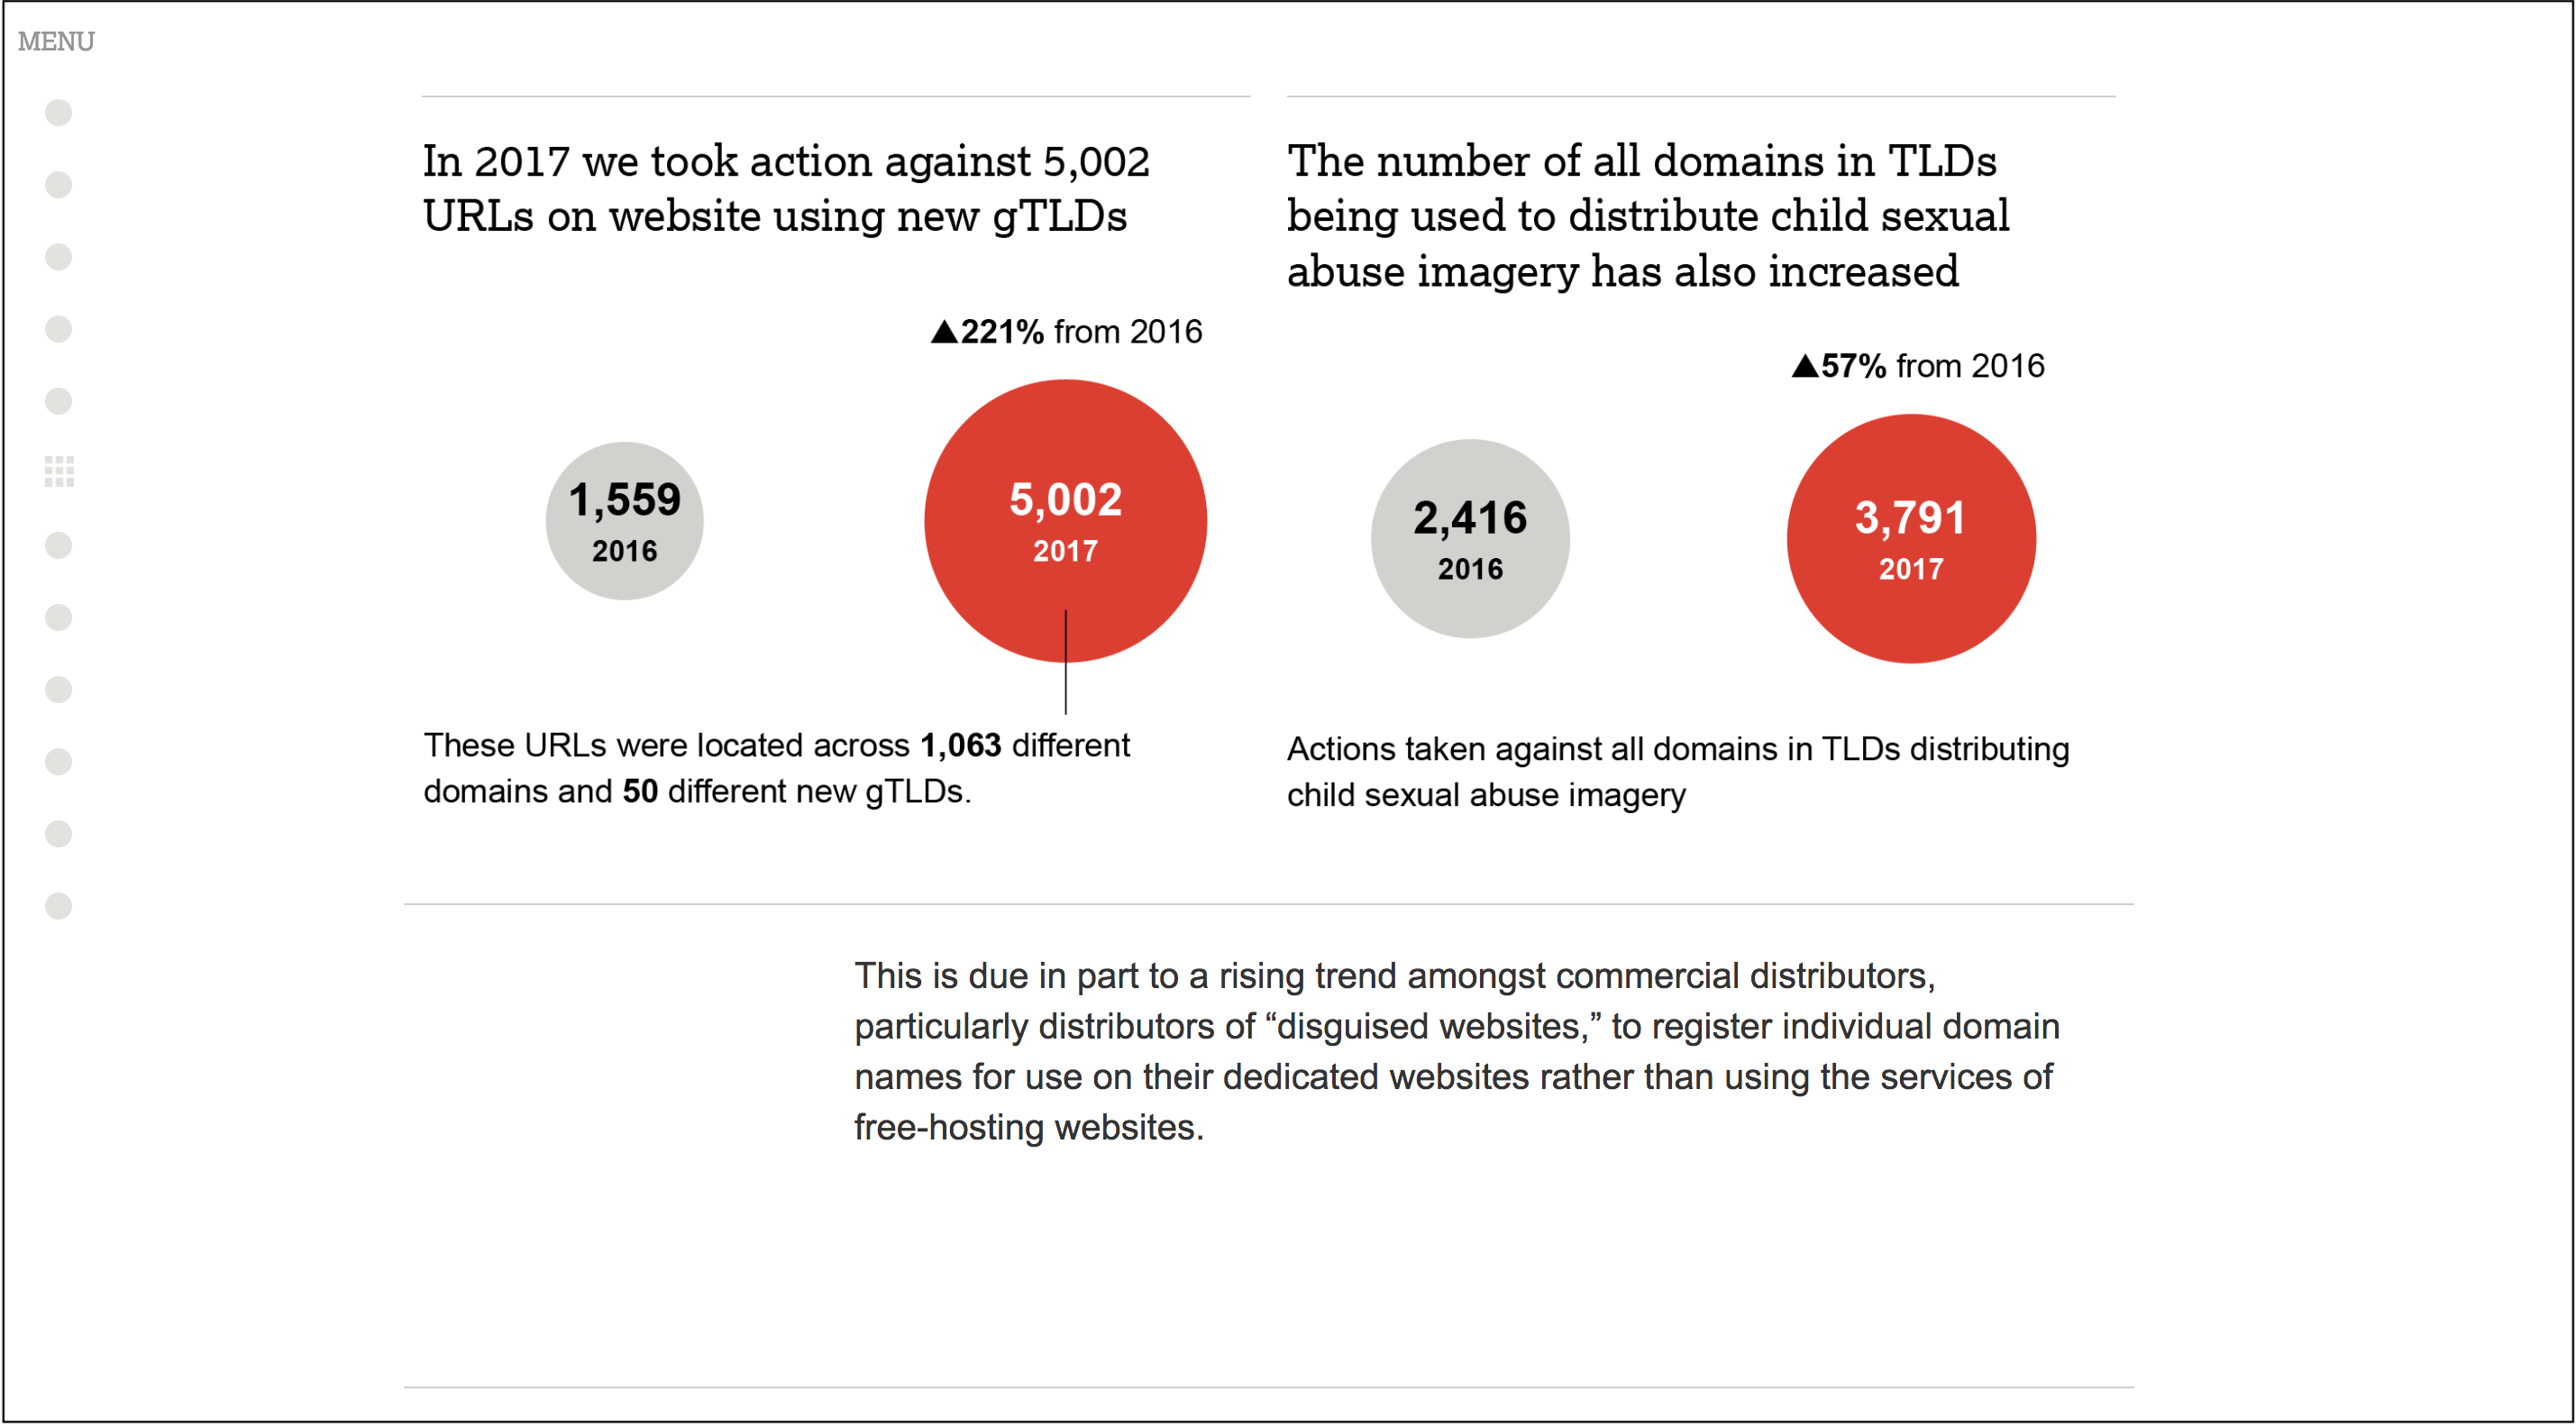 MENU
In 2017 we took action against 5,002
URLs on website using new gTLDs
▲221% from 2016
1,559
2016
5,002
2017
These URLs were located across 1,063 different
domains and 50 different new gTLDs.
The number of all domains in TLDs
being used to distribute child sexual
abuse imagery has also increased
▲57% from 2016
2,416
2016
3,791
2017
Actions taken against all domains in TLDs distributing
child sexual abuse imagery
This is due in part to a rising trend amongst commercial distributors,
particularly distributors of “disguised websites,” to register individual domain
names for use on their dedicated websites rather than using the services of
free-hosting websites.